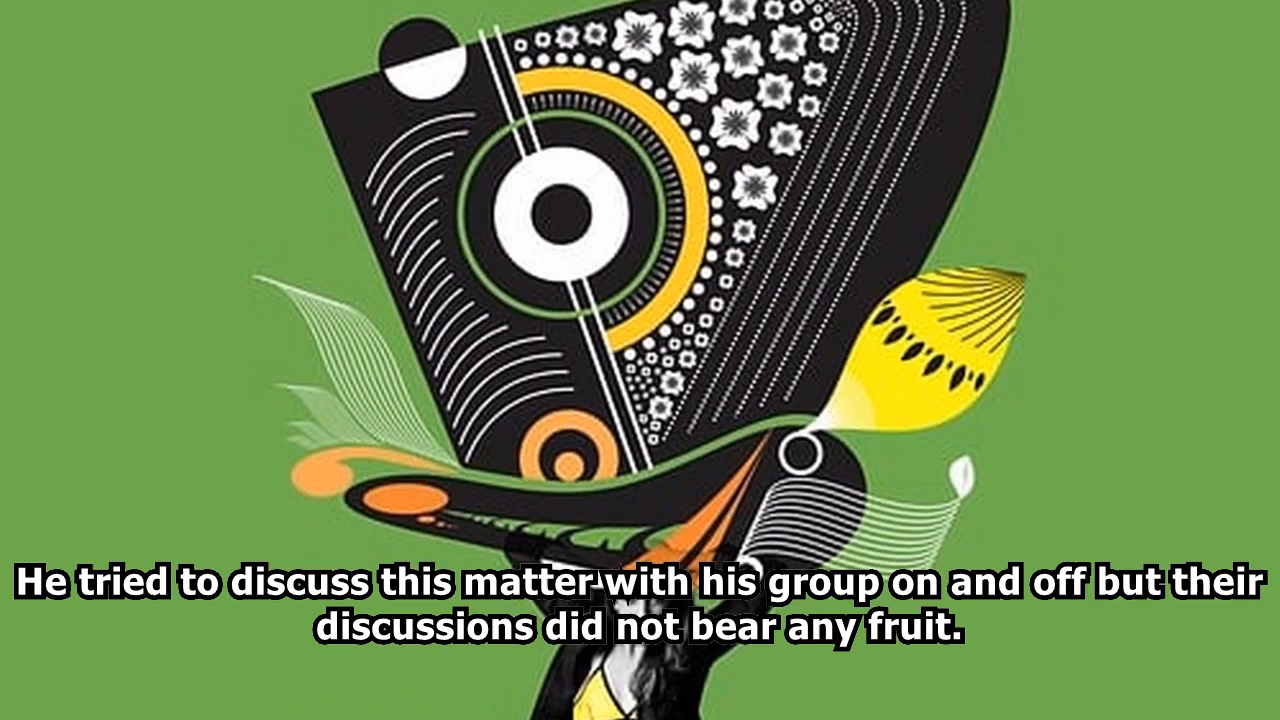 He tried to discuss this matter with his group on and off but their
discussions did not bear any fruit.